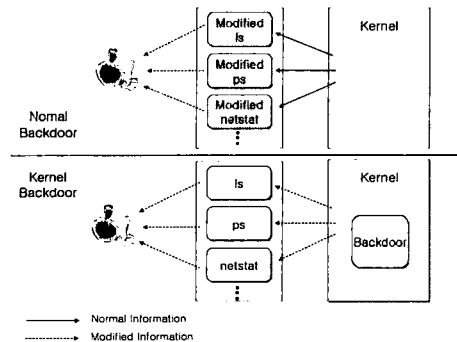 Modified
ls
Modified
ps
Modified
netstat
Kernel
Nomal
Backdoor
Kernel
Backdoor
ls
ps
netstat
Kernel
Backdoor
Normal Information
Modified Information